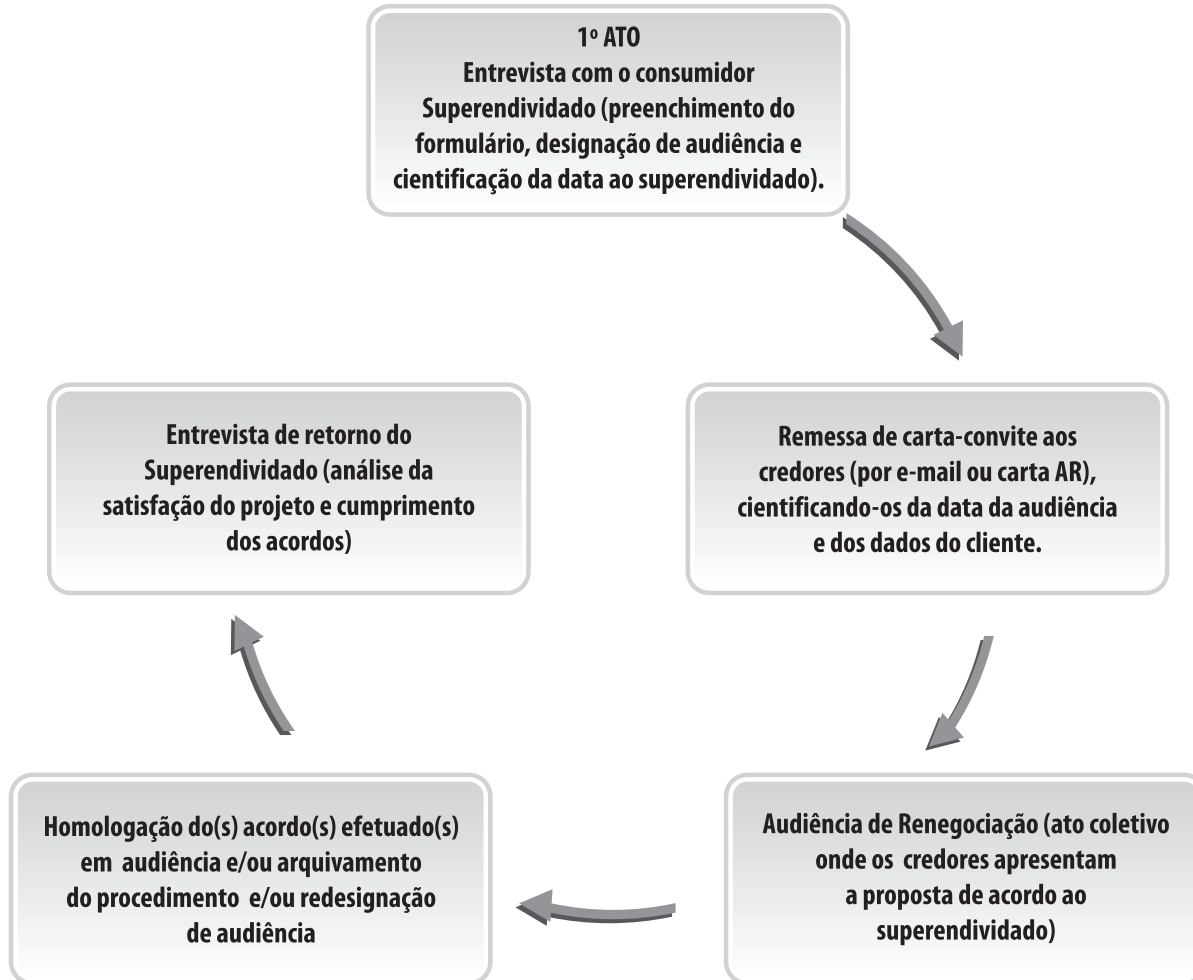 1º ATO
Entrevista com o consumidor
Superendividado (preenchimento do
formulário, designação de audiência e
cientificação da data ao superendividado).
Remessa de carta-convite aos
credores (por e-mail ou carta AR),
cientificando-os da data da audiência
e dos dados do cliente.
Audiência de Renegociação (ato coletivo
onde os credores apresentam
a proposta de acordo ao
superendividado)
Homologação do(s) acordo(s) efetuado(s)
em audiência e/ou arquivamento
do procedimento e/ou redesignação
de audiência
Entrevista de retorno do
Superendividado (análise da
satisfação do projeto e cumprimento
dos acordos)